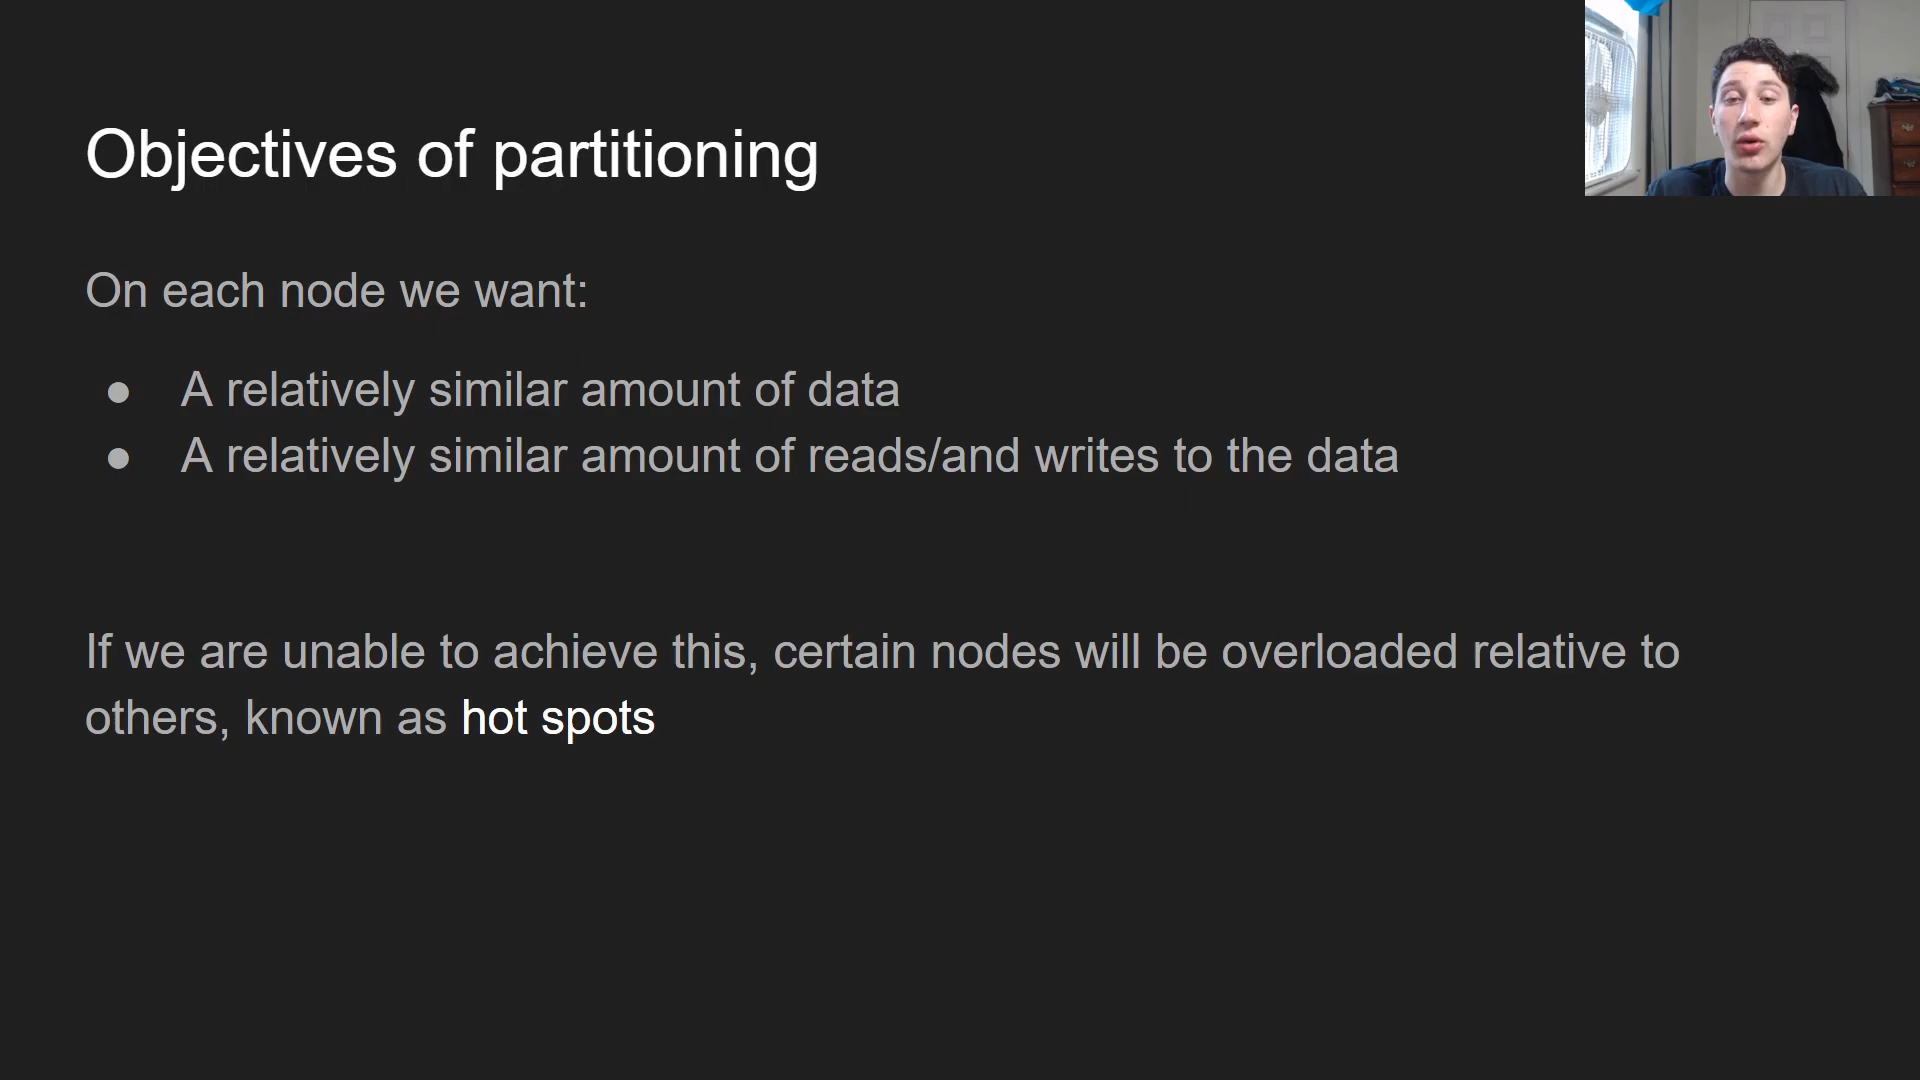 Objectives of partitioning
On each node we want:
● A relatively similar amount of data
● A relatively similar amount of reads/and writes to the data
If we are unable to achieve this, certain nodes will be overloaded relative to
others, known as hot spots